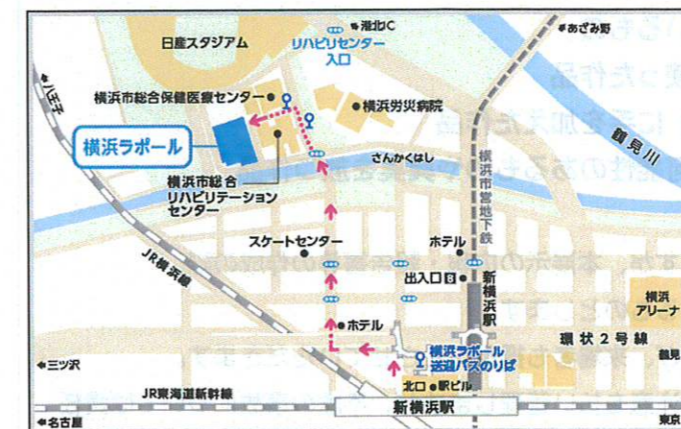 港北IC
あざみ野
日産スタジアム
リハビリセンター
入口
八王子
横浜市総合保健医療センター
横浜労災病院
鶴見川
横浜ラポール
さんかくはし
横浜市営地下鉄
横浜市総合
リハビリテーション
センター
スケートセンター
ホテル
JR横浜線
出入口8
新横浜駅
横浜
アリーナ
ホテル
環状2号線
横浜ラポール
送迎バスのりば
鶴見
三ツ沢
北口
駅ビル
JR東海道新幹線
新横浜駅
名古屋
東京